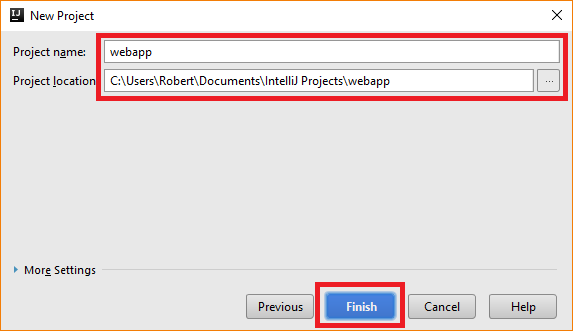 IJ New Project
Project name: webapp
Project location C:\Users\Robert\Documents\IntelliJ Projects\webapp ...
More Settings
Previous Finish Cancel Help